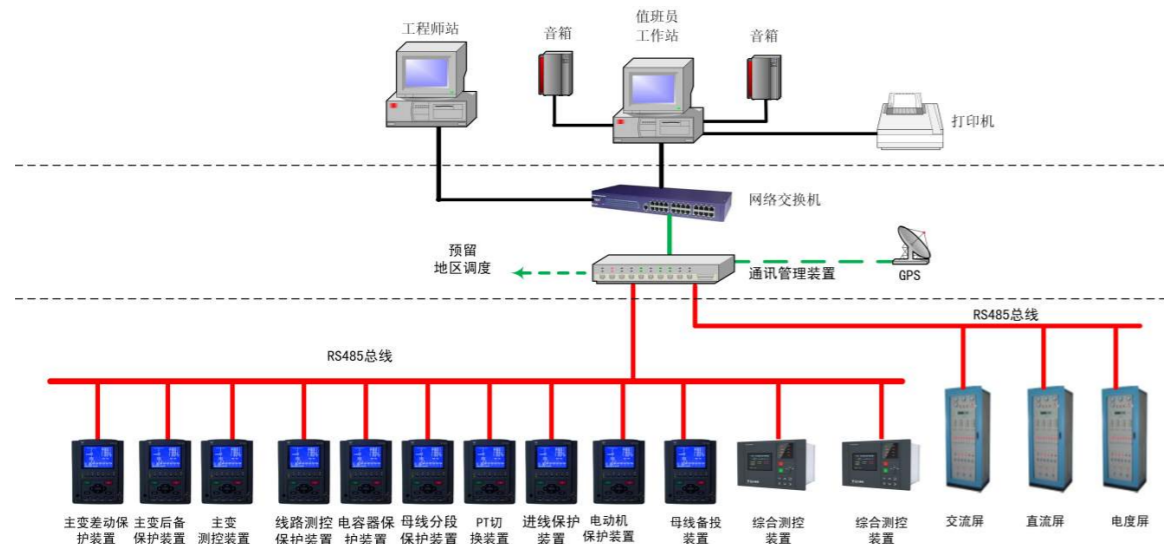 工程师站
音箱
值班员
工作站
音箱
打印机
网络交换机
预留
地区调度
通讯管理装置
GPS
RS485总线
RS485总线
主变差动保
护装置
主变后备
保护装置
主变
测控装置
线路测控
保护装置
电容器保
护装置
母线分段
保护装置
PT切
换装置
进线保护
装置
电动机
保护装置
母线备投
装置
综合测控
装置
综合测控
装置
交流屏
直流屏
电度屏